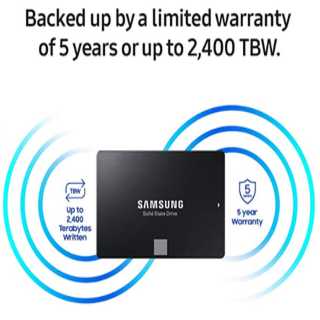 Backed up by a limited warranty
of 5 years or up to 2,400 TBW.
TBW
Up to
2,400
Terabytes
Written
SAMSUNG
Solid State Drive
5
5 year
Warranty